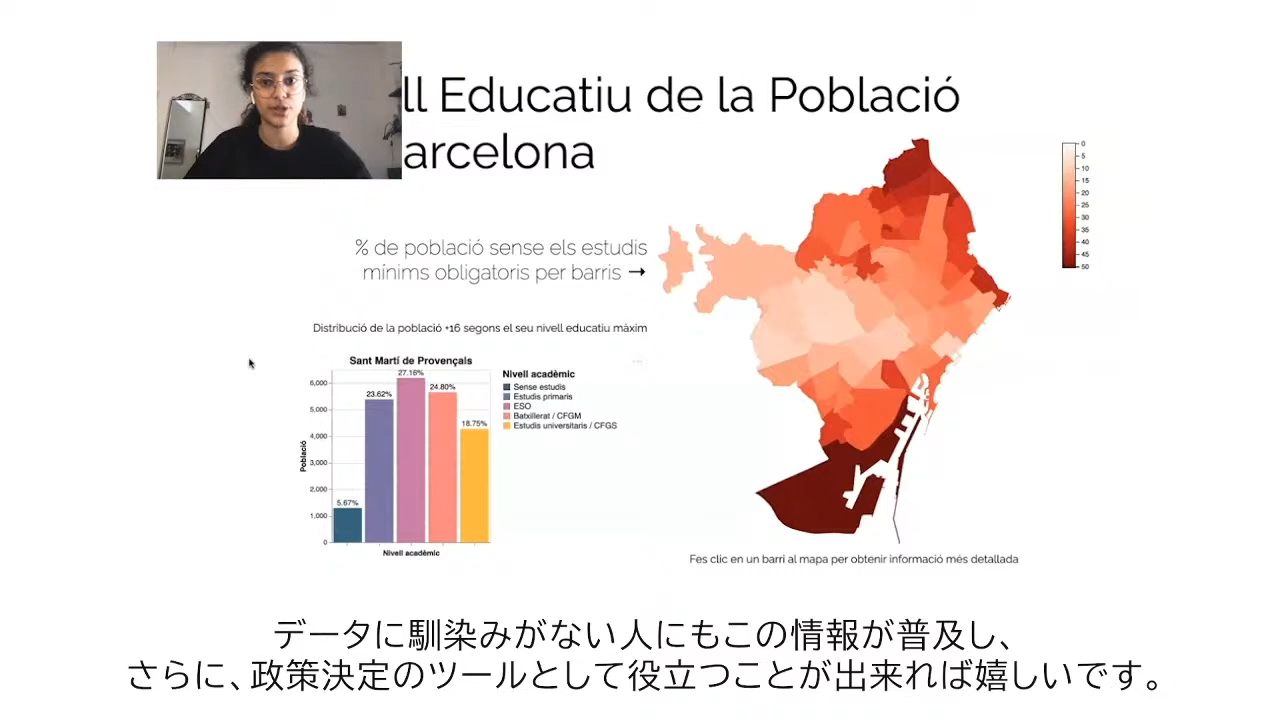 ll Educatiu de la Població
arcelona
% de població sense els estudis
mínims obligatoris per barris →
0
5
10
15
20
25
30
35
40
45
50
Distribució de la població +16 segons el seu nivell educatiu màxim
Sant Martí de Provençals
27.16%
23.62%
24.80%
18.75%
5.67%
6,000
5,000
4,000
3,000
2,000
1,000
0
Població
Nivell acadèmic
Nivell acadèmic
Sense estudis
Estudis primaris
ESO
Batxillerat / CFGM
Estudis universitaris / CFGS
Fes clic en un barri al mapa per obtenir informació més detallada
データに馴染みがない人にもこの情報が普及し、
さらに、政策決定のツールとして役立つことが出来れば嬉しいです。